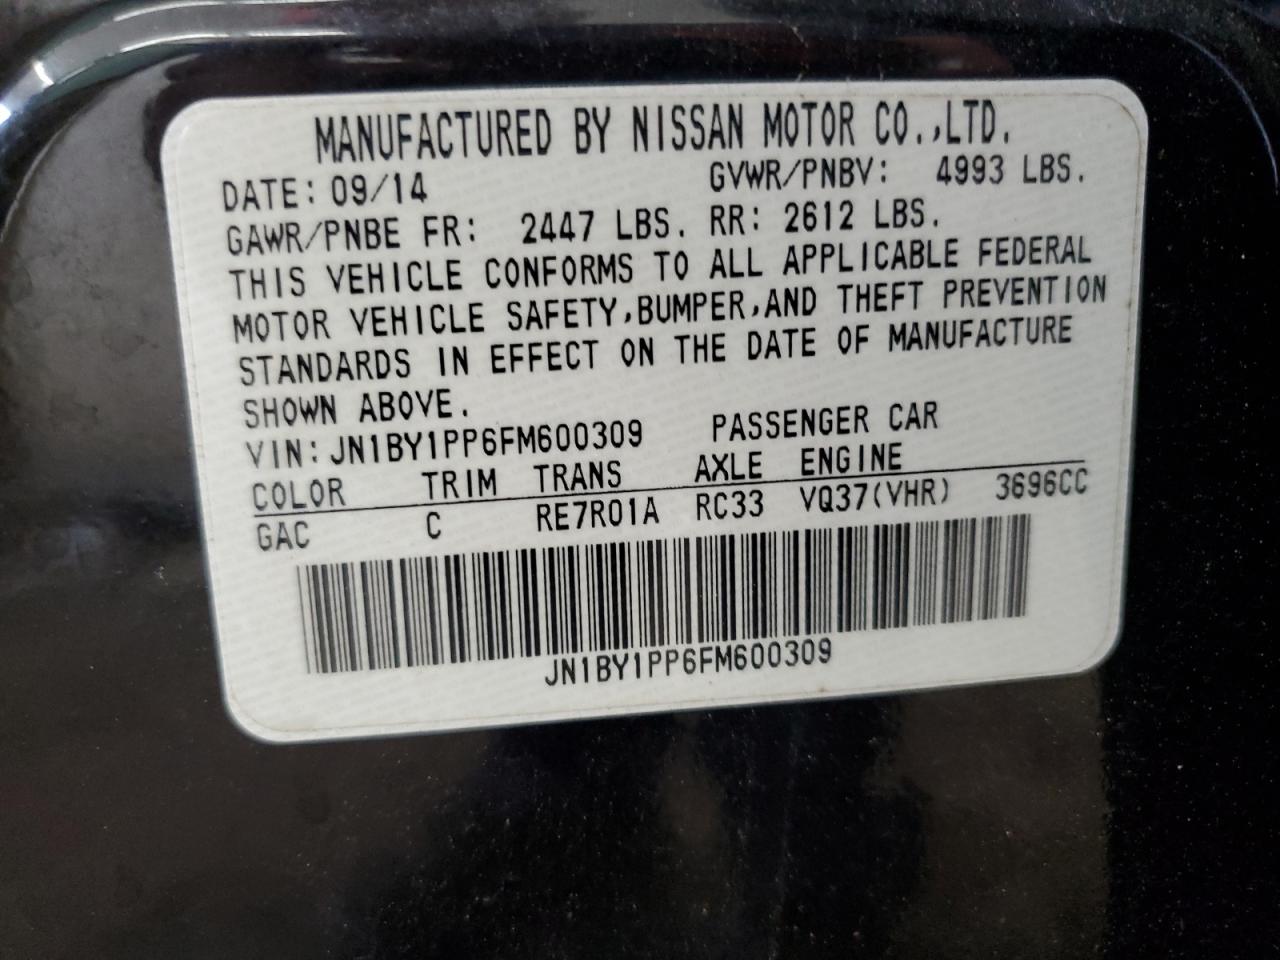 MANUFACTURED BY NISSAN MOTOR CO.,LTD.
DATE: 09/14 GVWR/PNBV: 4993 LBS.
GAWR/PNBE FR: 2447 LBS. RR: 2612 LBS.
THIS VEHICLE CONFORMS TO ALL APPLICABLE FEDERAL
MOTOR VEHICLE SAFETY,BUMPER,AND THEFT PREVENTION
STANDARDS IN EFFECT ON THE DATE OF MANUFACTURE
SHOWN ABOVE.
VIN: JN1BY1PP6FM600309 PASSENGER CAR
COLOR TRIM TRANS AXLE ENGINE
GAC C RE7R01A RC33 VQ37(VHR) 3696CC
JN1BY1PP6FM600309